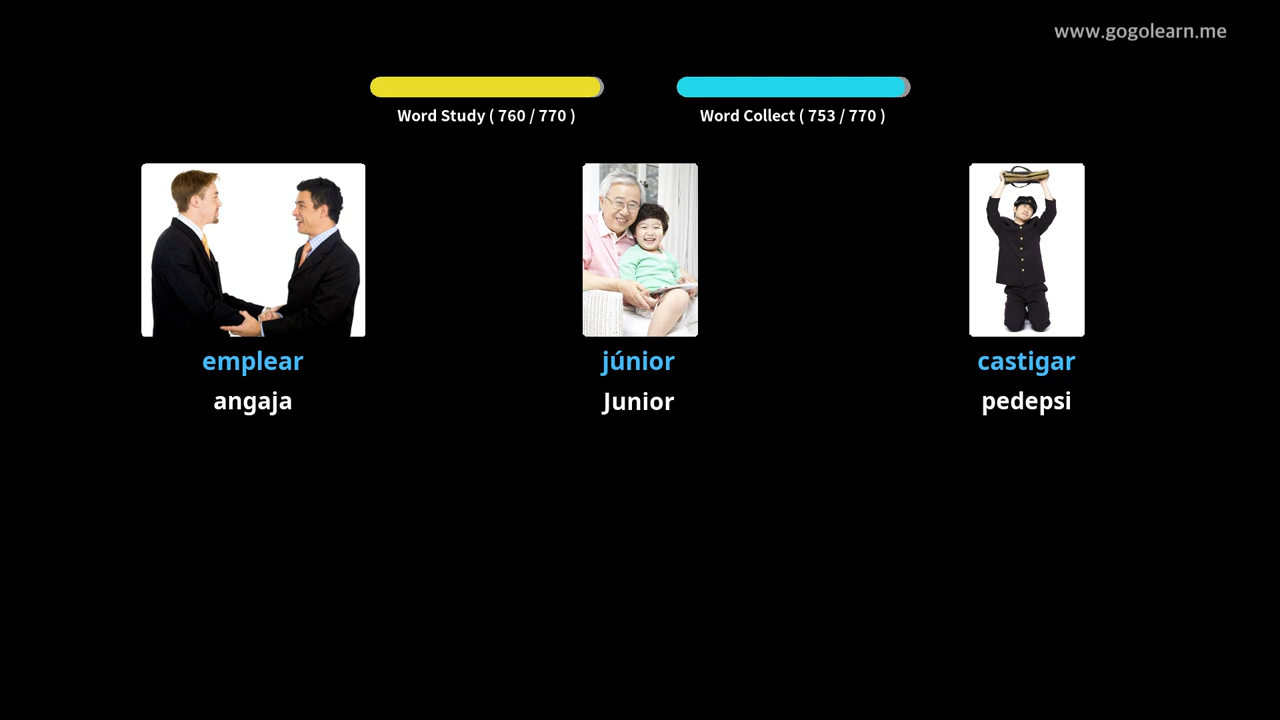 www.gogolearn.me
Word Study ( 760 / 770 )
Word Collect ( 753 / 770 )
emplear
júnior
castigar
angaja
Junior
pedepsi